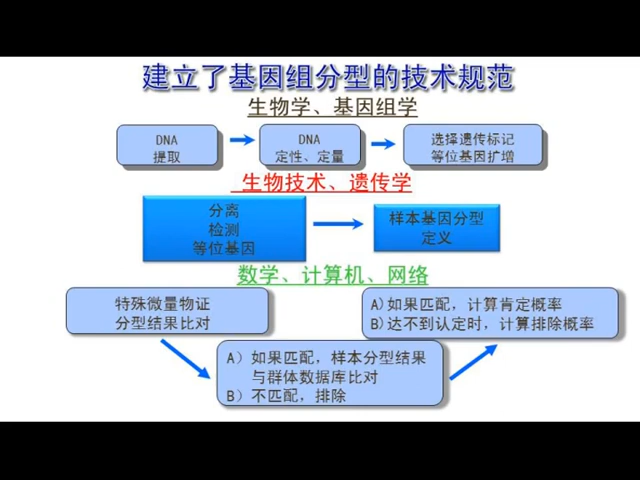 建立了基因组分型的技术规范
生物学、基因组学
DNA
提取
DNA
定性、定量
选择遗传标记
等位基因扩增
生物技术、遗传学
分离
检测
等位基因
样本基因分型
定义
数学、计算机、网络
特殊微量物证
分型结果比对
A）如果匹配，样本分型结果
与群体数据库比对
B）不匹配，排除
A)如果匹配，计算肯定概率
B)达不到认定时，计算排除概率